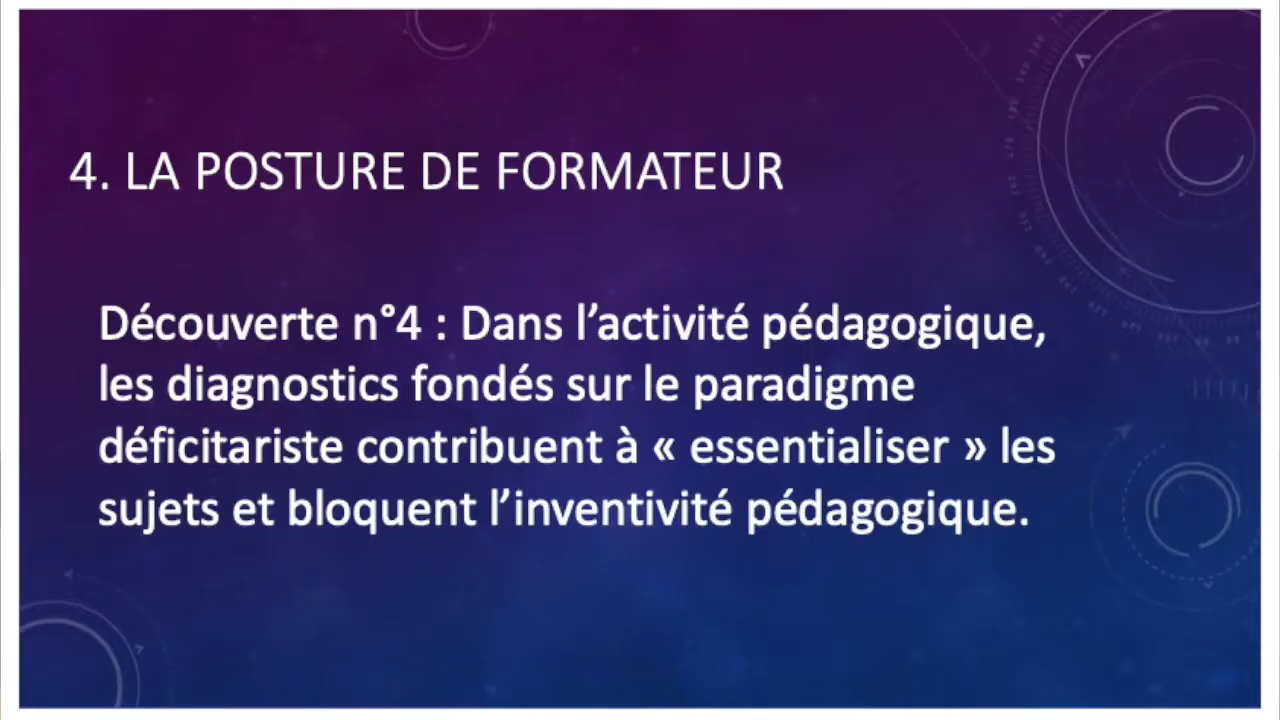 4. LA POSTURE DE FORMATEUR
Découverte n°4 : Dans l’activité pédagogique,
les diagnostics fondés sur le paradigme
déficitariste contribuent à « essentialiser » les
sujets et bloquent l’inventivité pédagogique.